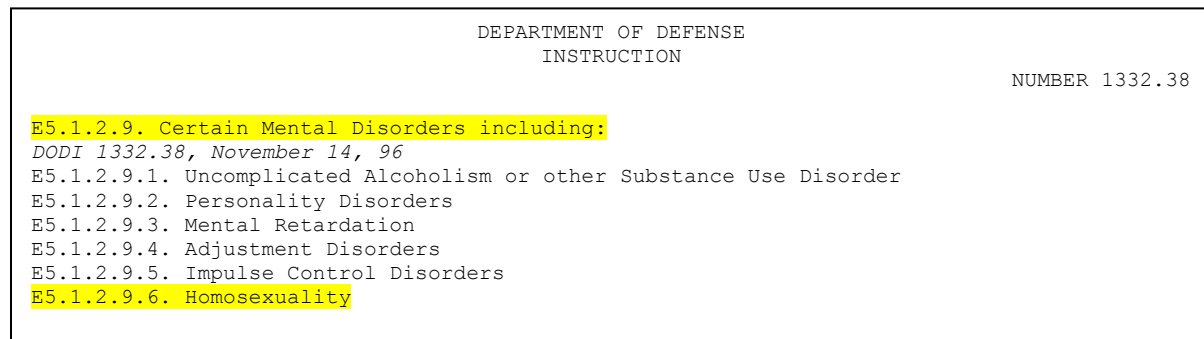 DEPARTMENT OF DEFENSE
INSTRUCTION
NUMBER 1332.38
E5.1.2.9. Certain Mental Disorders including:
DODI 1332.38, November 14, 96
E5.1.2.9.1. Uncomplicated Alcoholism or other Substance Use Disorder
E5.1.2.9.2. Personality Disorders
E5.1.2.9.3. Mental Retardation
E5.1.2.9.4. Adjustment Disorders
E5.1.2.9.5. Impulse Control Disorders
E5.1.2.9.6. Homosexuality